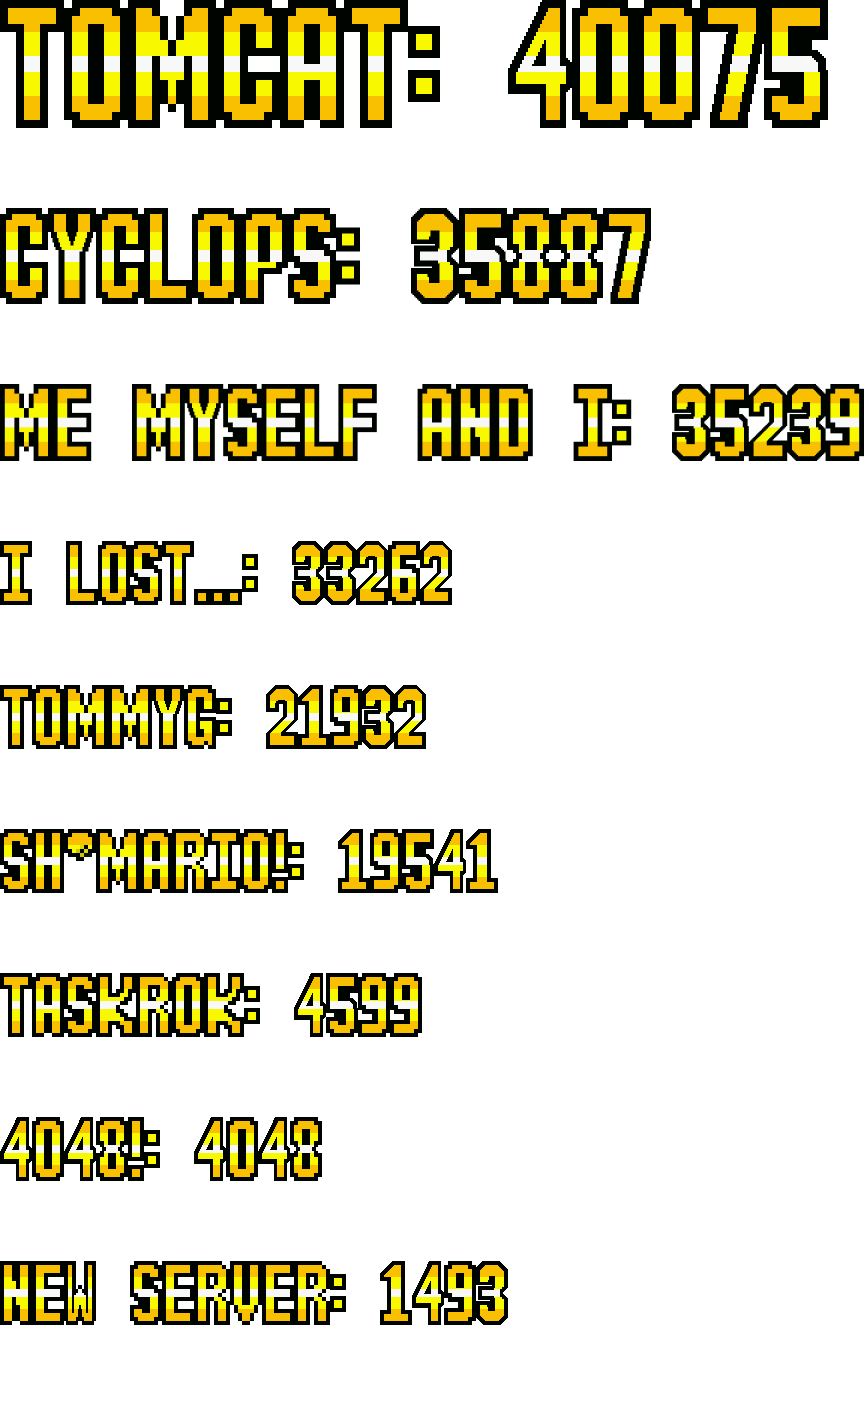 TOMCAT: 40075
CYCLOPS: 35887
ME MYSELF AND I: 35239
I LOST...: 33262
TOMMYG: 21932
SH*MARIO!: 19541
TASKROK: 4599
4048!: 4048
NEW SERVER: 1493